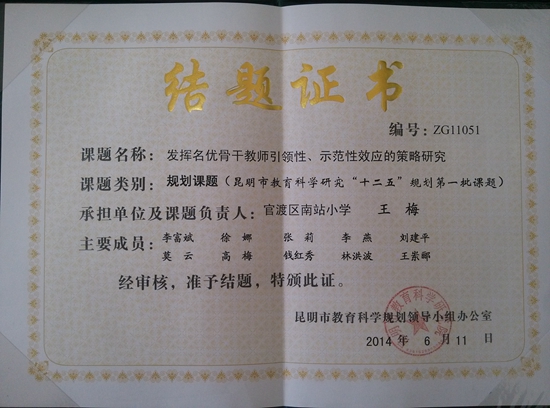 结题证书
编号：ZG11051
课题名称：发挥名优骨干教师引领性、示范性效应的策略研究
课题类别：规划课题（昆明市教育科学研究“十二五”规划第一批课题）
承担单位及课题负责人：官渡区南站小学 王梅
主要成员：李富斌 徐娜 张莉 李燕 刘建平
莫云 高梅 钱红秀 林洪波 王紫郦
经审核，准予结题，特颁此证。
昆明市教育科学规划领导小组办公室
2014 年 6 月 11 日